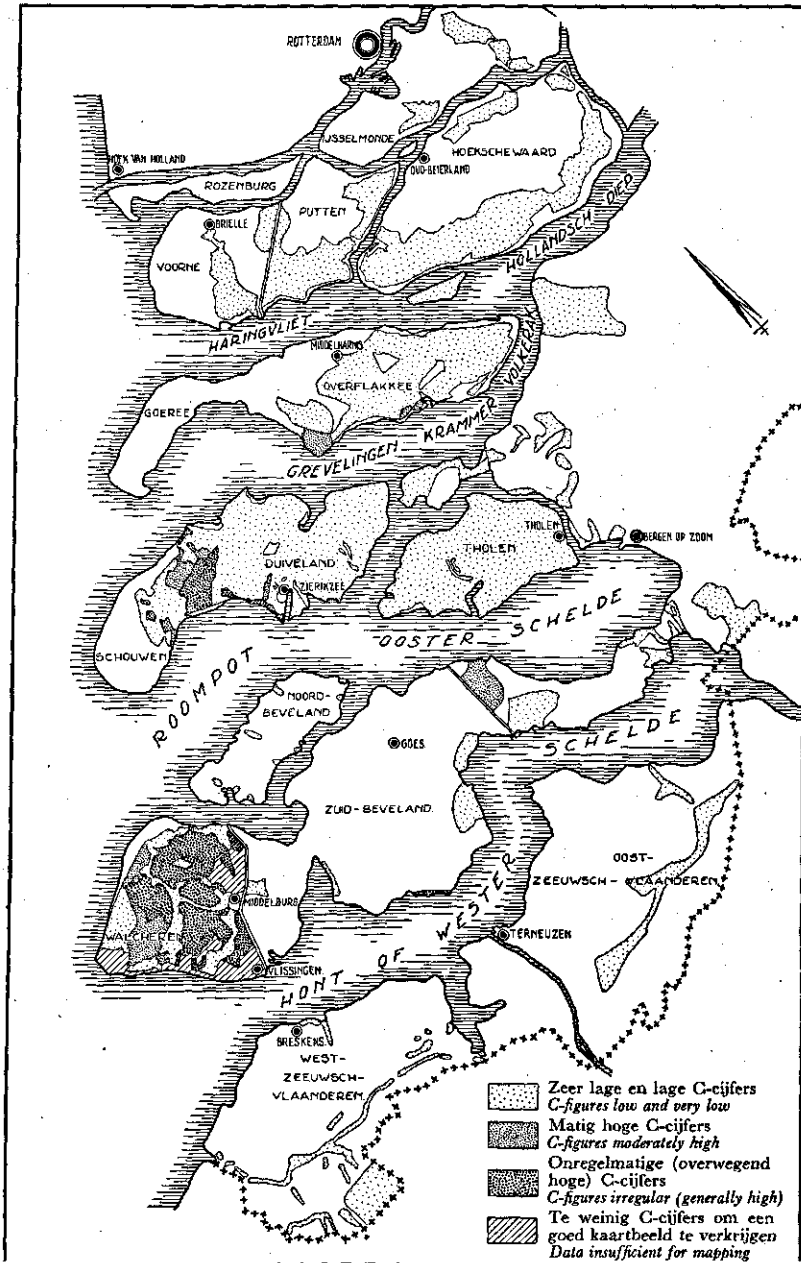 ROTTERDAM
IJSSELMONDE
HOEKSCHEWAARD
HOEK VAN HOLLAND
OUD-BEIERLAND
ROZENBURG
PUTTEN
BRIELLE
VOORNE
HOLLANDSCH DIEP
HARINGVLIET
MIDDELHARNIS
VOLKERAK
OVERFLAKKEE
GOEREE
GREVELINGEN KRAMMER
THOLEN
BERGEN OP ZOOM
DUIVELAND
THOLEN
ZIERIKZEE
OOSTER SCHELDE
SCHOUWEN
ROOMPOT
NOORD-
BEVELAND
GOES
SCHELDE
ZUID-BEVELAND.
OOST-
ZEEUWSCH-VLAANDEREN
MIDDELBURG
WALCHEREN
WESTER
TERNEUZEN
VLISSINGEN
HONT OF
BRESKENS
WEST-
ZEEUWSCH-
VLAANDEREN.
Zeer lage en lage C-cijfers
C-figures low and very low
Matig hoge C-cijfers
C-figures moderately high
Onregelmatige (overwegend
hoge) C-cijfers
C-figures irregular (generally high)
Te weinig C-cijfers om een
goed kaartbeeld te verkrijgen
Data insufficient for mapping